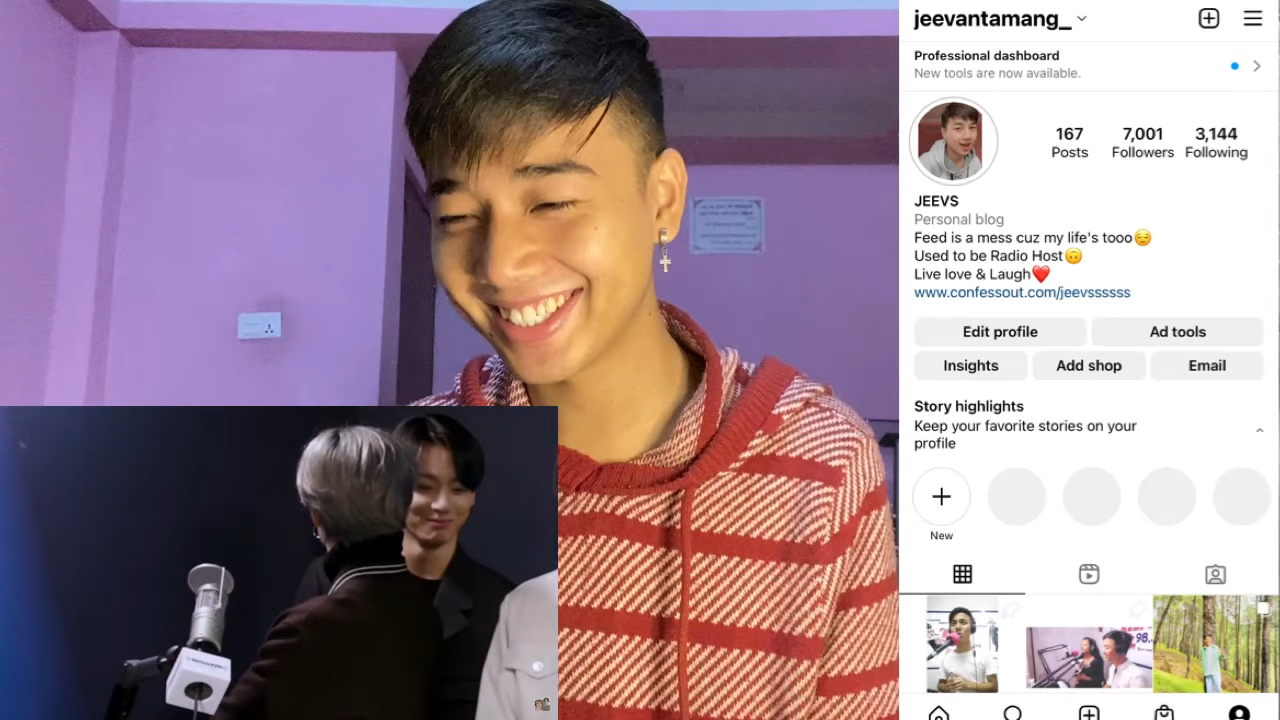 jeevantamang_
Professional dashboard
New tools are now available.
167
Posts
7,001
Followers
3,144
Following
JEEVS
Personal blog
Feed is a mess cuz my life's tooo😌
Used to be Radio Host🙃
Live love & Laugh❤️
www.confessout.com/jeevssssss
Edit profile
Ad tools
Insights
Add shop
Email
Story highlights
Keep your favorite stories on your
profile
New
98.